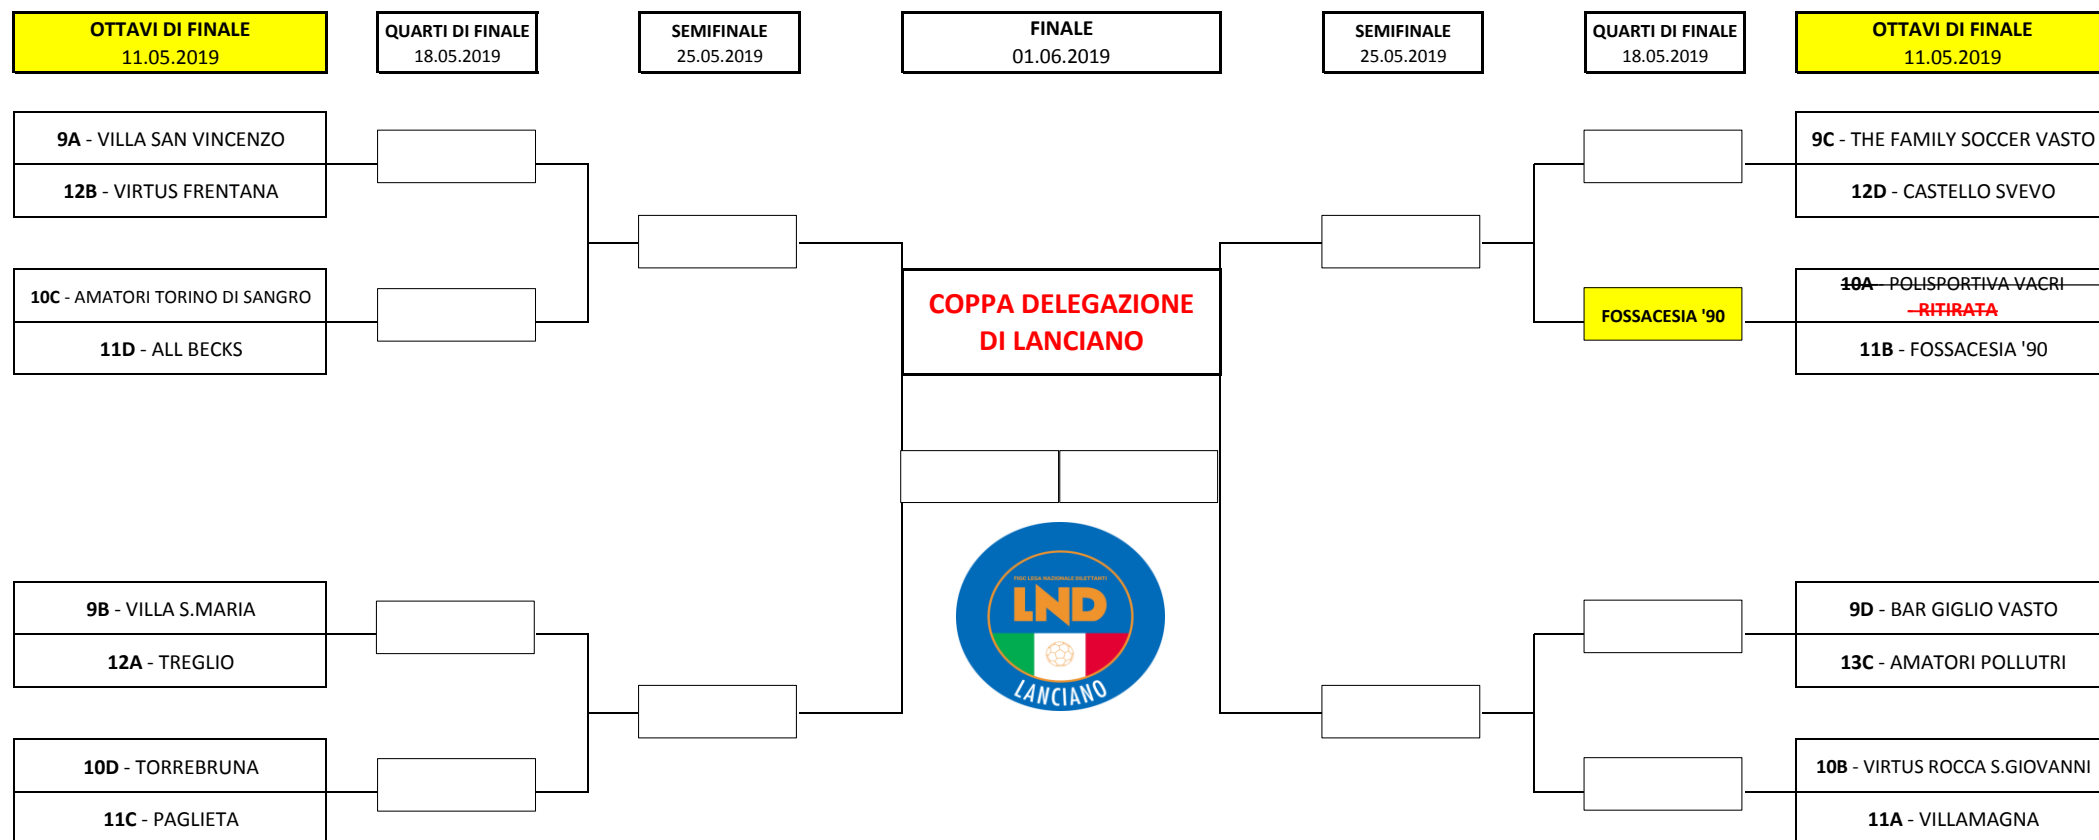 OTTAVI DI FINALE
11.05.2019
QUARTI DI FINALE
18.05.2019
SEMIFINALE
25.05.2019
FINALE
01.06.2019
SEMIFINALE
25.05.2019
QUARTI DI FINALE
18.05.2019
OTTAVI DI FINALE
11.05.2019
9A - VILLA SAN VINCENZO
12B - VIRTUS FRENTANA
10C - AMATORI TORINO DI SANGRO
11D - ALL BECKS
9B - VILLA S.MARIA
12A - TREGLIO
10D - TORREBRUNA
11C - PAGLIETA
COPPA DELEGAZIONE
DI LANCIANO
FIGC LEGA NAZIONALE DILETTANTI
LND
LANCIANO
FOSSACESIA '90
9C - THE FAMILY SOCCER VASTO
12D - CASTELLO SVEVO
10A - POLISPORTIVA VACRI
- RITIRATA
11B - FOSSACESIA '90
9D - BAR GIGLIO VASTO
13C - AMATORI POLLUTRI
10B - VIRTUS ROCCA S.GIOVANNI
11A - VILLAMAGNA